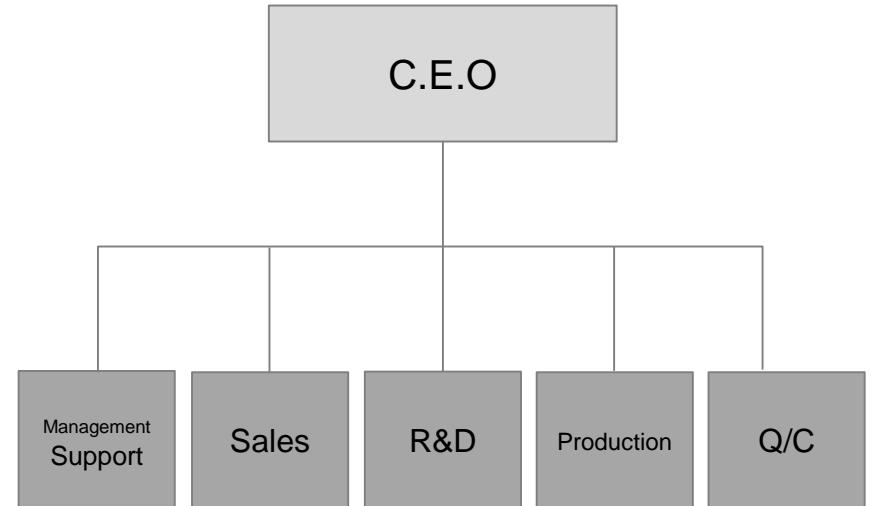 C.E.O
Management
Support
Sales
R&D
Production
Q/C